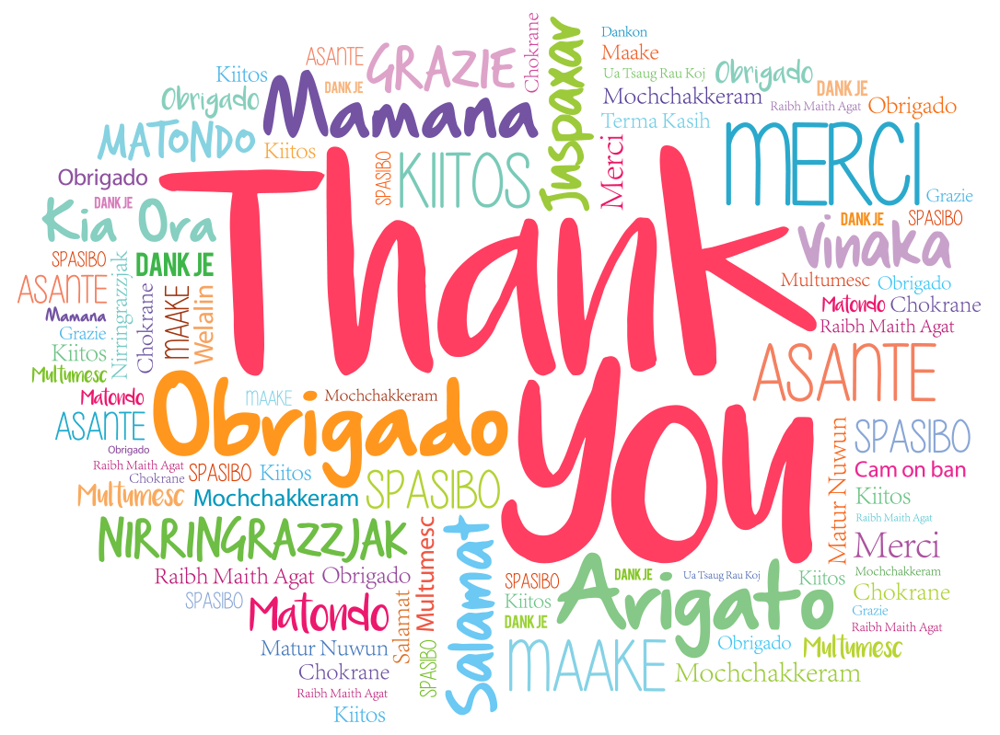 Chokrane
Juspaxar
Dankon
ASANTE
GRAZIE
Maake
Kiitos
Mamana
DANK JE
Ua Tsaug Rau Koj
Obrigado
DANK JE
Obrigado
Mochchakkeram
Raibh Maith Agat
Obrigado
MATONDO
Kiitos
Terma Kasih
MERCI
SPASIBO
KIITOS
Merci
Obrigado
Thank
Grazie
Kia Ora
DANK JE
DANK JE
SPASIBO
Vinaka
SPASIBO
Nirringrazzjak
DANK JE
Multumesc
Obrigado
ASANTE
Chokrane
MAAKE
Welalin
Matondo
Chokrane
Mamana
Raibh Maith Agat
Grazie
Kiitos
ASANTE
Multumesc
you
Obrigado
Matondo
MAAKE
Mochchakkeram
ASANTE
Matur Nuwun
SPASIBO
Obrigado
Raibh Maith Agat
Chokrane
SPASIBO
Kiitos
SPASIBO
Cam on ban
Multumesc
Mochchakkeram
Kiitos
NIRRINGRAZZJAK
Multumesc
Salamat
Raibh Maith Agat
Merci
Raibh Maith Agat
Obrigado
SPASIBO
DANK JE
Ua Tsaug Rau Koj
Kiitos
Mochchakkeram
Arigato
SPASIBO
Matondo
Salamat
Kiitos
Chokrane
Grazie
DANK JE
Raibh Maith Agat
Matur Nuwun
SPASIBO
MAAKE
Obrigado
Multumesc
Chokrane
Mochchakkeram
Raibh Maith Agat
Kiitos